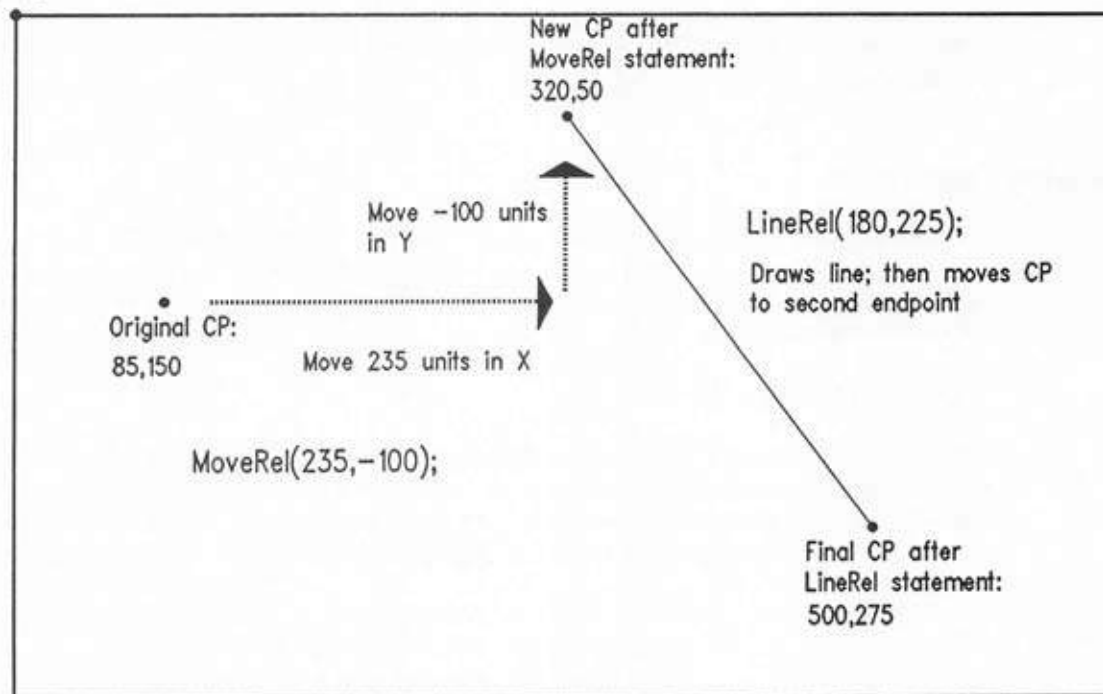 New CP after
MoveRel statement:
320,50
Move -100 units
in Y
LineRel(180,225);
Draws line; then moves CP
to second endpoint
Original CP:
85,150
Move 235 units in X
MoveRel(235,-100);
Final CP after
LineRel statement:
500,275